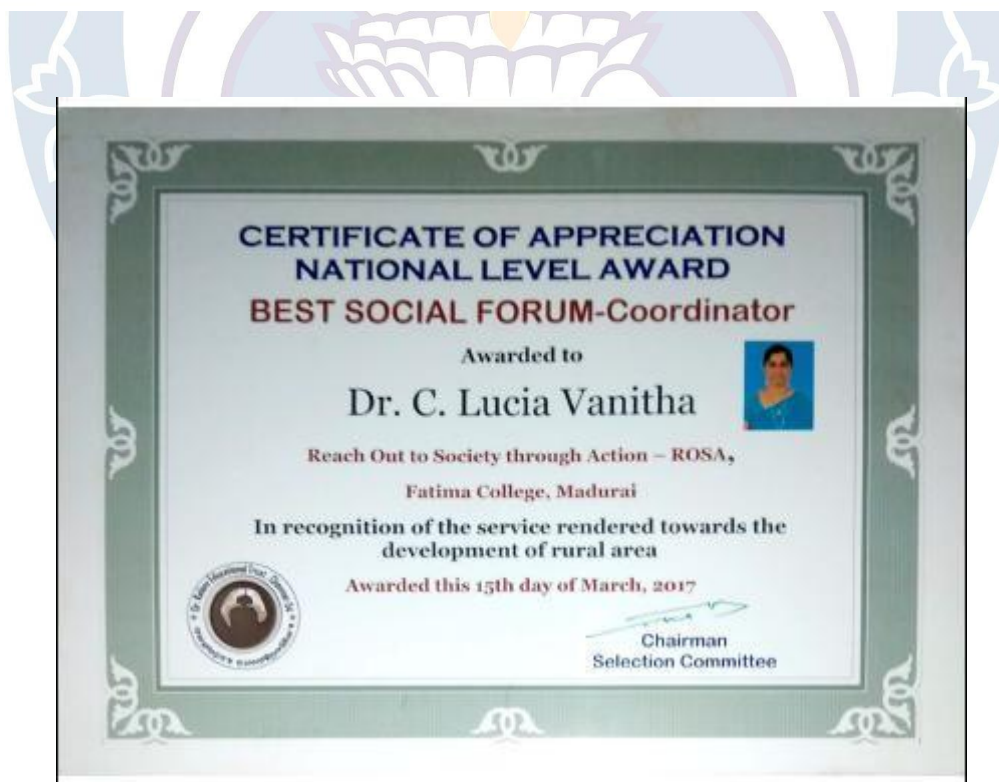 CERTIFICATE OF APPRECIATION
NATIONAL LEVEL AWARD
BEST SOCIAL FORUM-Coordinator
Awarded to
Dr. C. Lucia Vanitha
Reach Out to Society through Action – ROSA,
Fatima College, Madurai
In recognition of the service rendered towards the
development of rural area
Awarded this 15th day of March, 2017
Chairman
Selection Committee
Educational Trust